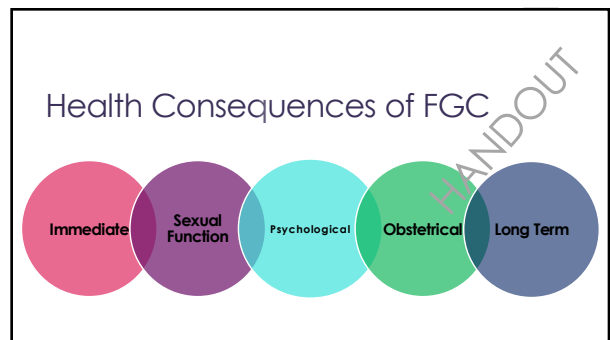 Health Consequences of FGC
HANDOUT
Immediate
Sexual
Function
Psychological
Obstetrical
Long Term